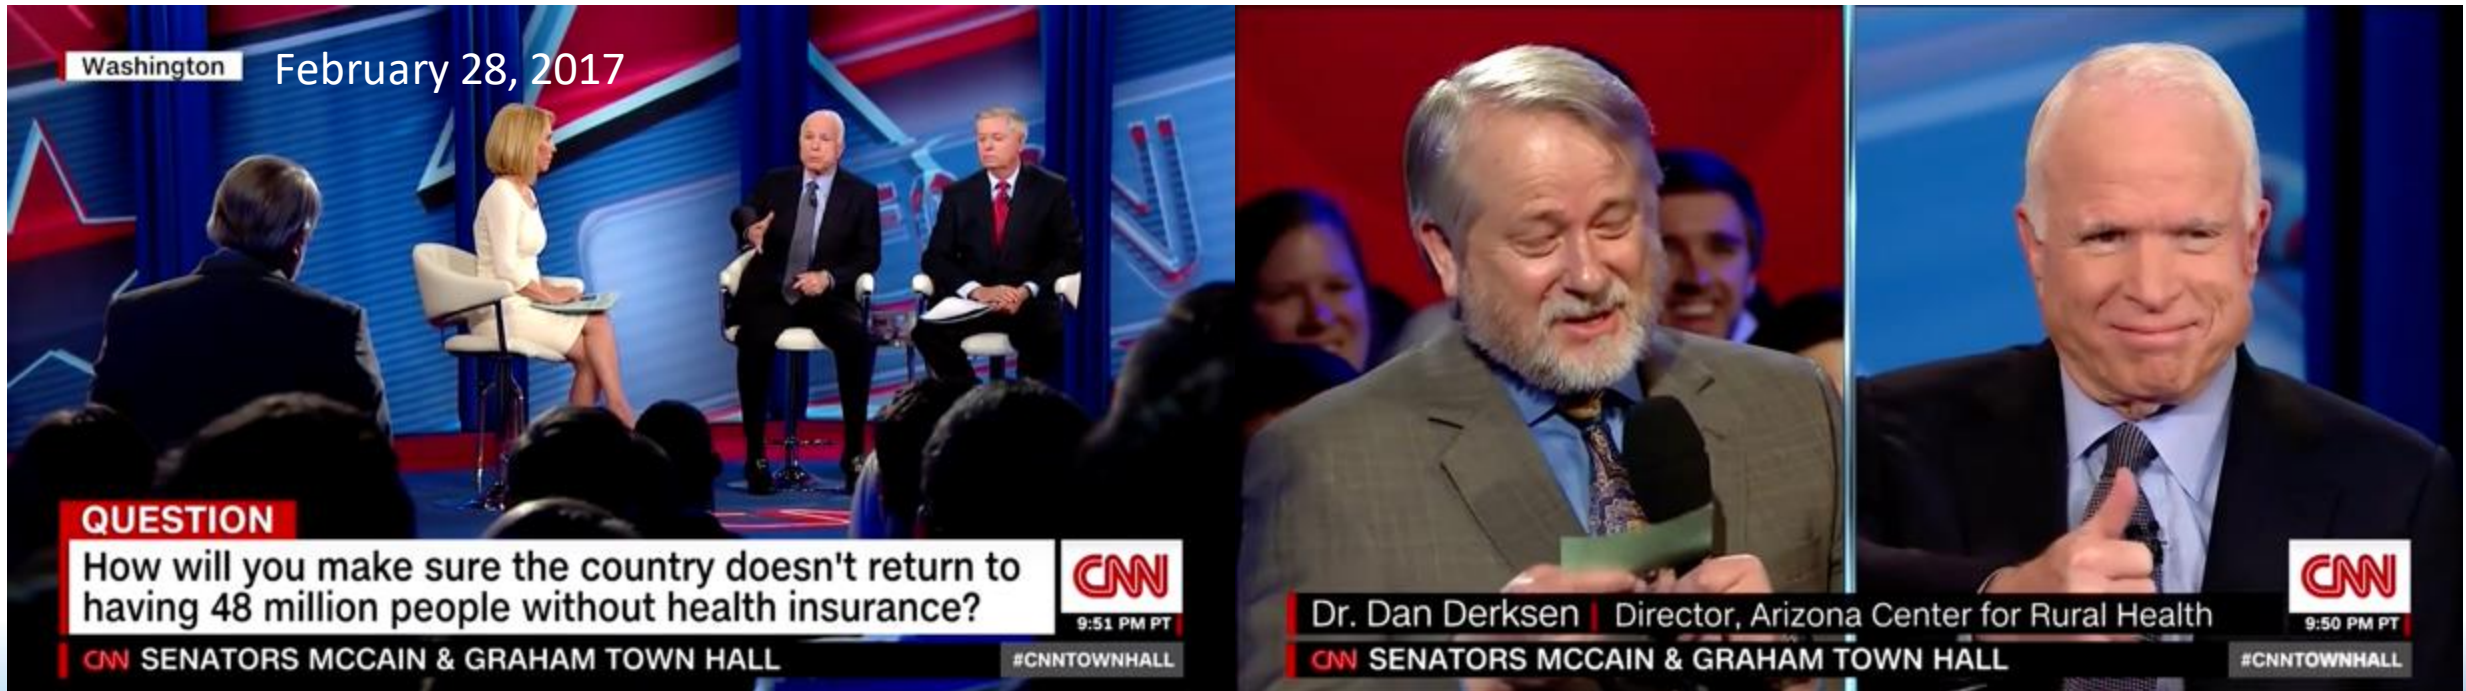 Washington
February 28, 2017
QUESTION
How will you make sure the country doesn't return to
having 48 million people without health insurance?
CNN
9:51 PM PT
CNN SENATORS MCCAIN & GRAHAM TOWN HALL
#CNNTOWNHALL
Dr. Dan Derksen | Director, Arizona Center for Rural Health
CNN
9:50 PM PT
CNN SENATORS MCCAIN & GRAHAM TOWN HALL
#CNNTOWNHALL